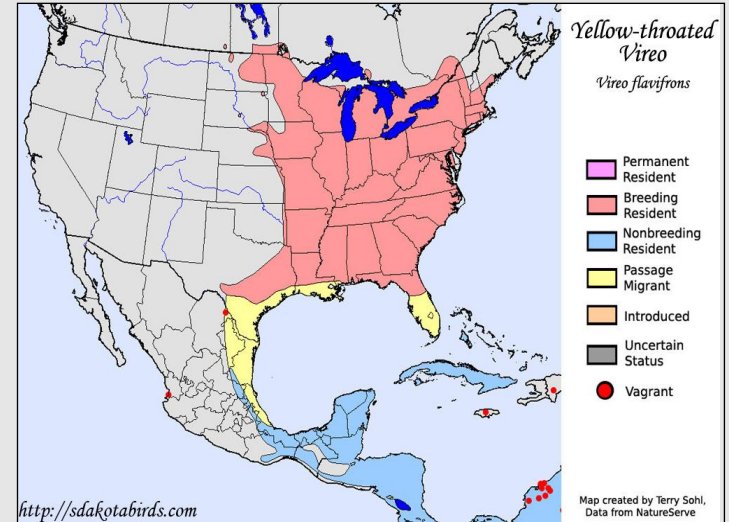 Yellow-throated
Vireo
Vireo flavifrons
Permanent
Resident
Breeding
Resident
Nonbreeding
Resident
Passage
Migrant
Introduced
Uncertain
Status
Vagrant
Map created by Terry Sohl,
Data from NatureServe
http://sdakotabirds.com